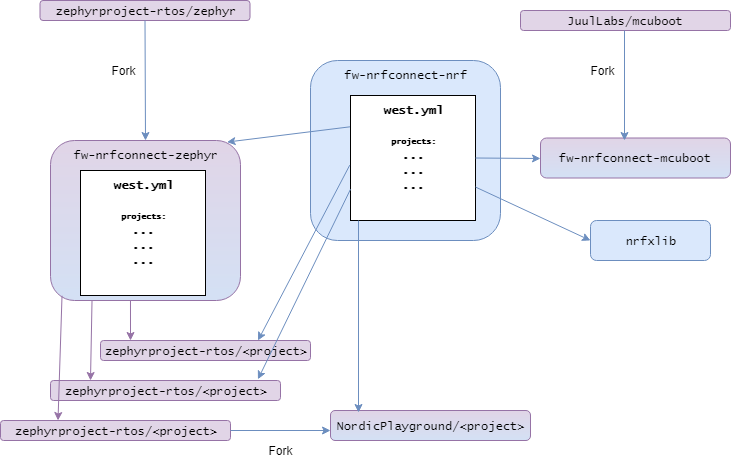 zephyrproject-rtos/zephyr
JuulLabs/mcuboot
Fork
Fork
fw-nrfconnect-nrf
west.yml
projects:
...
...
...
fw-nrfconnect-zephyr
west.yml
projects:
...
...
...
fw-nrfconnect-mcuboot
nrfxlib
zephyrproject-rtos/<project>
zephyrproject-rtos/<project>
zephyrproject-rtos/<project>
NordicPlayground/<project>
Fork